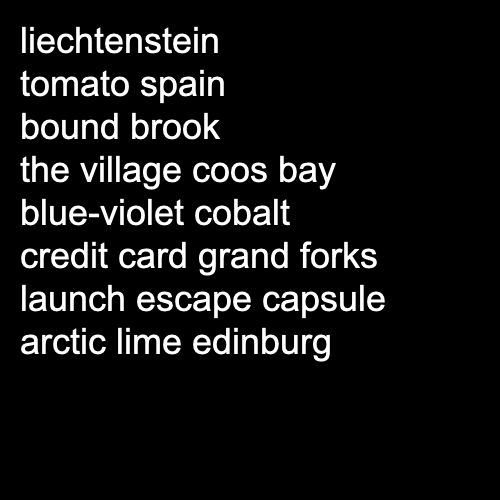 liechtenstein
tomato spain
bound brook
the village coos bay
blue-violet cobalt
credit card grand forks
launch escape capsule
arctic lime edinburg